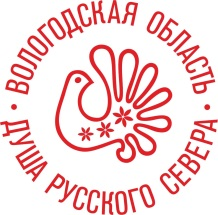 ВОЛОГОДСКАЯ ОБЛАСТЬ
ДУША РУССКОГО СЕВЕРА